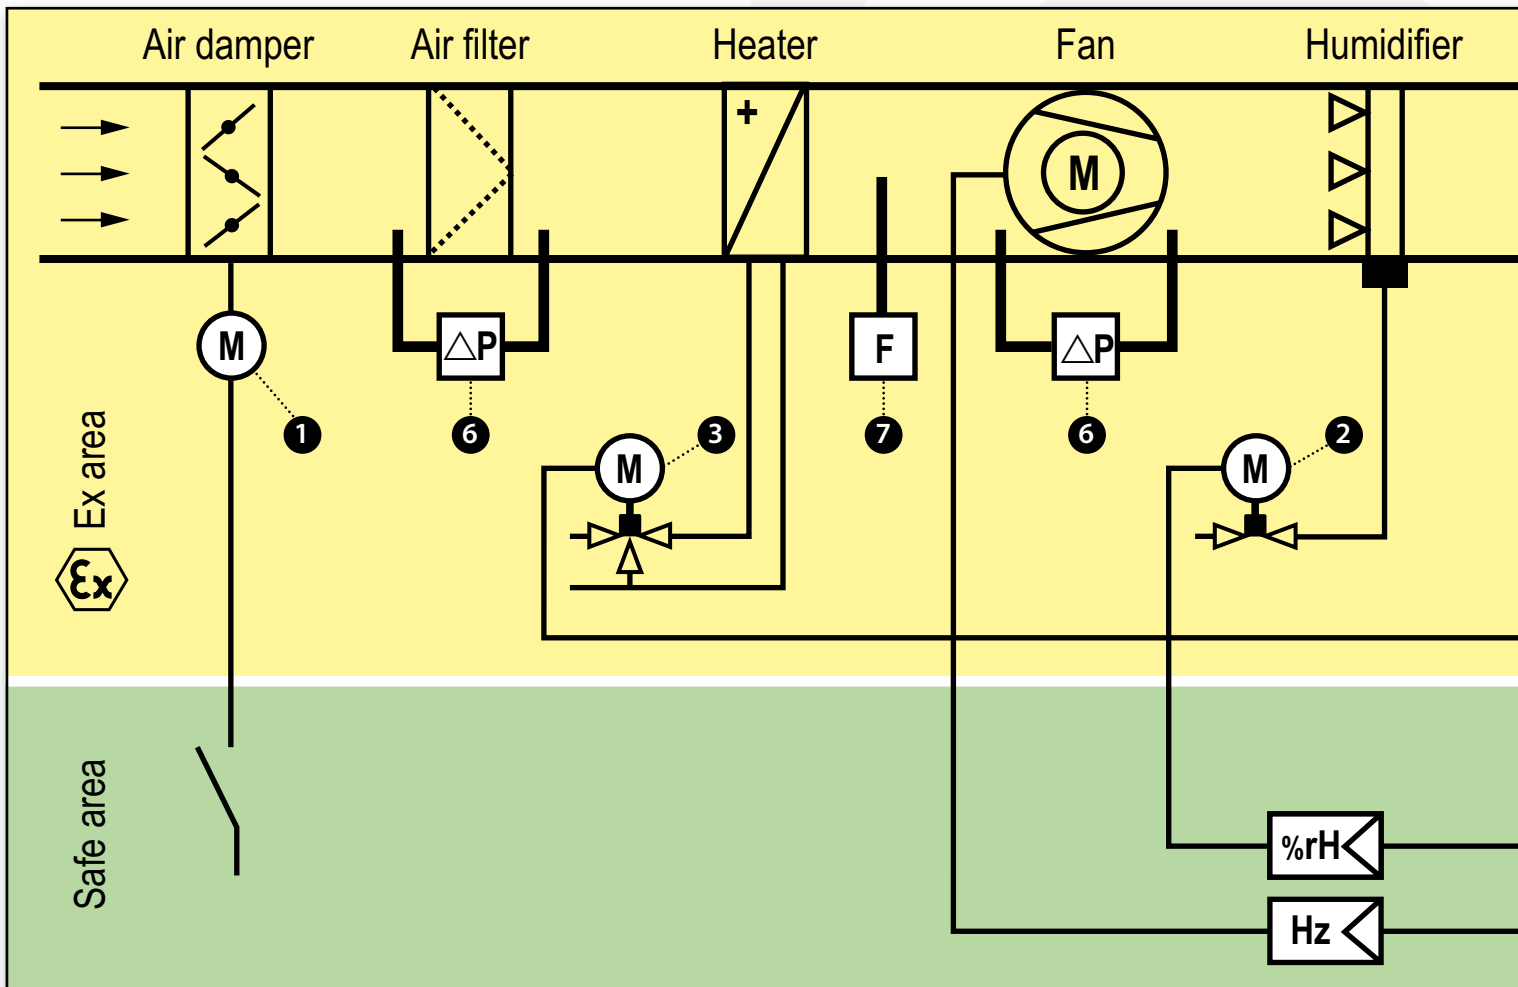 Air damper
Air filter
Heater
Fan
Humidifier
+
M
M
△P
F
△P
1
6
3
7
6
2
M
M
Ex area
Ex
Safe area
%rH
Hz